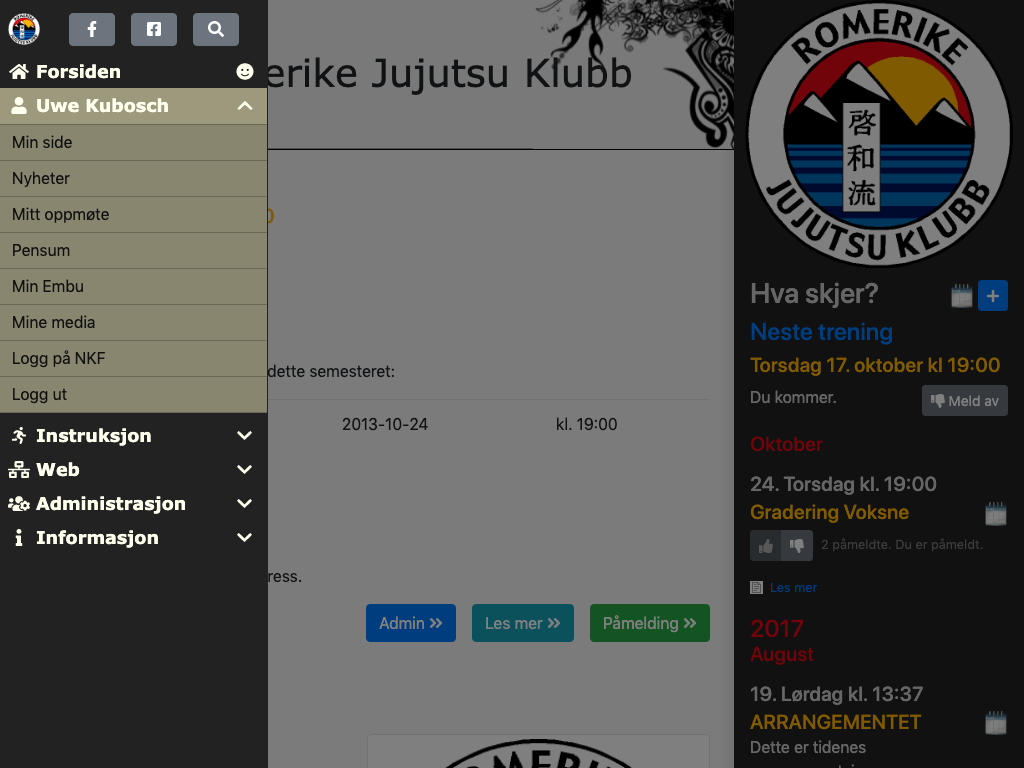 Forsiden
Uwe Kubosch
Min side
Nyheter
Mitt oppmøte
Pensum
Min Embu
Mine media
Logg på NKF
Logg ut
Instruksjon
Web
Administrasjon
Informasjon
erike Jujutsu Klubb
0
dette semesteret:
2013-10-24 kl. 19:00
ress.
Admin
Les mer
Påmelding
ROMERIKE
ROMERIKE
啓和流
JUJUTSU KLUBB
Hva skjer?
Neste trening
Torsdag 17. oktober kl 19:00
Du kommer.
Meld av
Oktober
24. Torsdag kl. 19:00
Gradering Voksne
2 påmeldte. Du er påmeldt.
Les mer
2017
August
19. Lørdag kl. 13:37
ARRANGEMENTET
Dette er tidenes